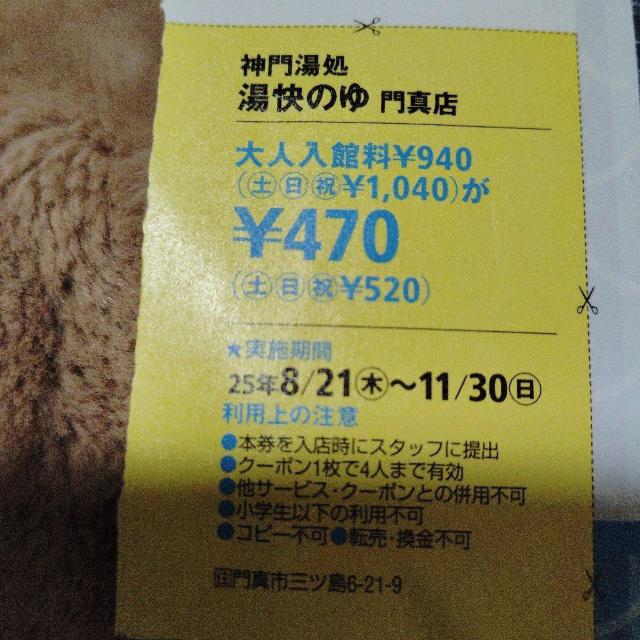 神門湯処
湯快のゆ 門真店
大人入館料¥940
(㊏㊐㊗¥1,040)が
¥470
(㊏㊐㊗¥520)
★実施期間
25年8/21㊍〜11/30㊐
利用上の注意
●本券を入店時にスタッフに提出
●クーポン1枚で4人まで有効
●他サービス・クーポンとの併用不可
●小学生以下の利用不可
●コピー不可●転売・換金不可
門真市三ツ島6-21-9